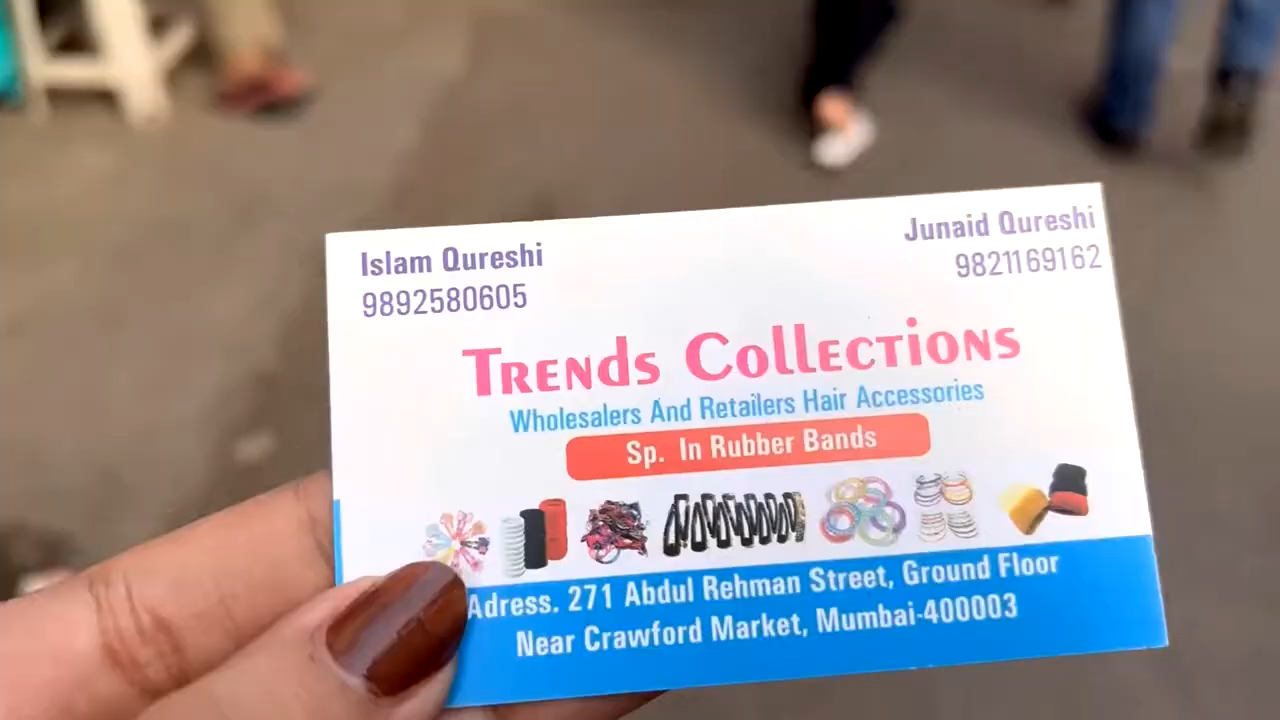 Islam Qureshi
9892580605
Junaid Qureshi
9821169162
Trends Collections
Wholesalers And Retailers Hair Accessories
Sp. In Rubber Bands
Adress. 271 Abdul Rehman Street, Ground Floor
Near Crawford Market, Mumbai-400003